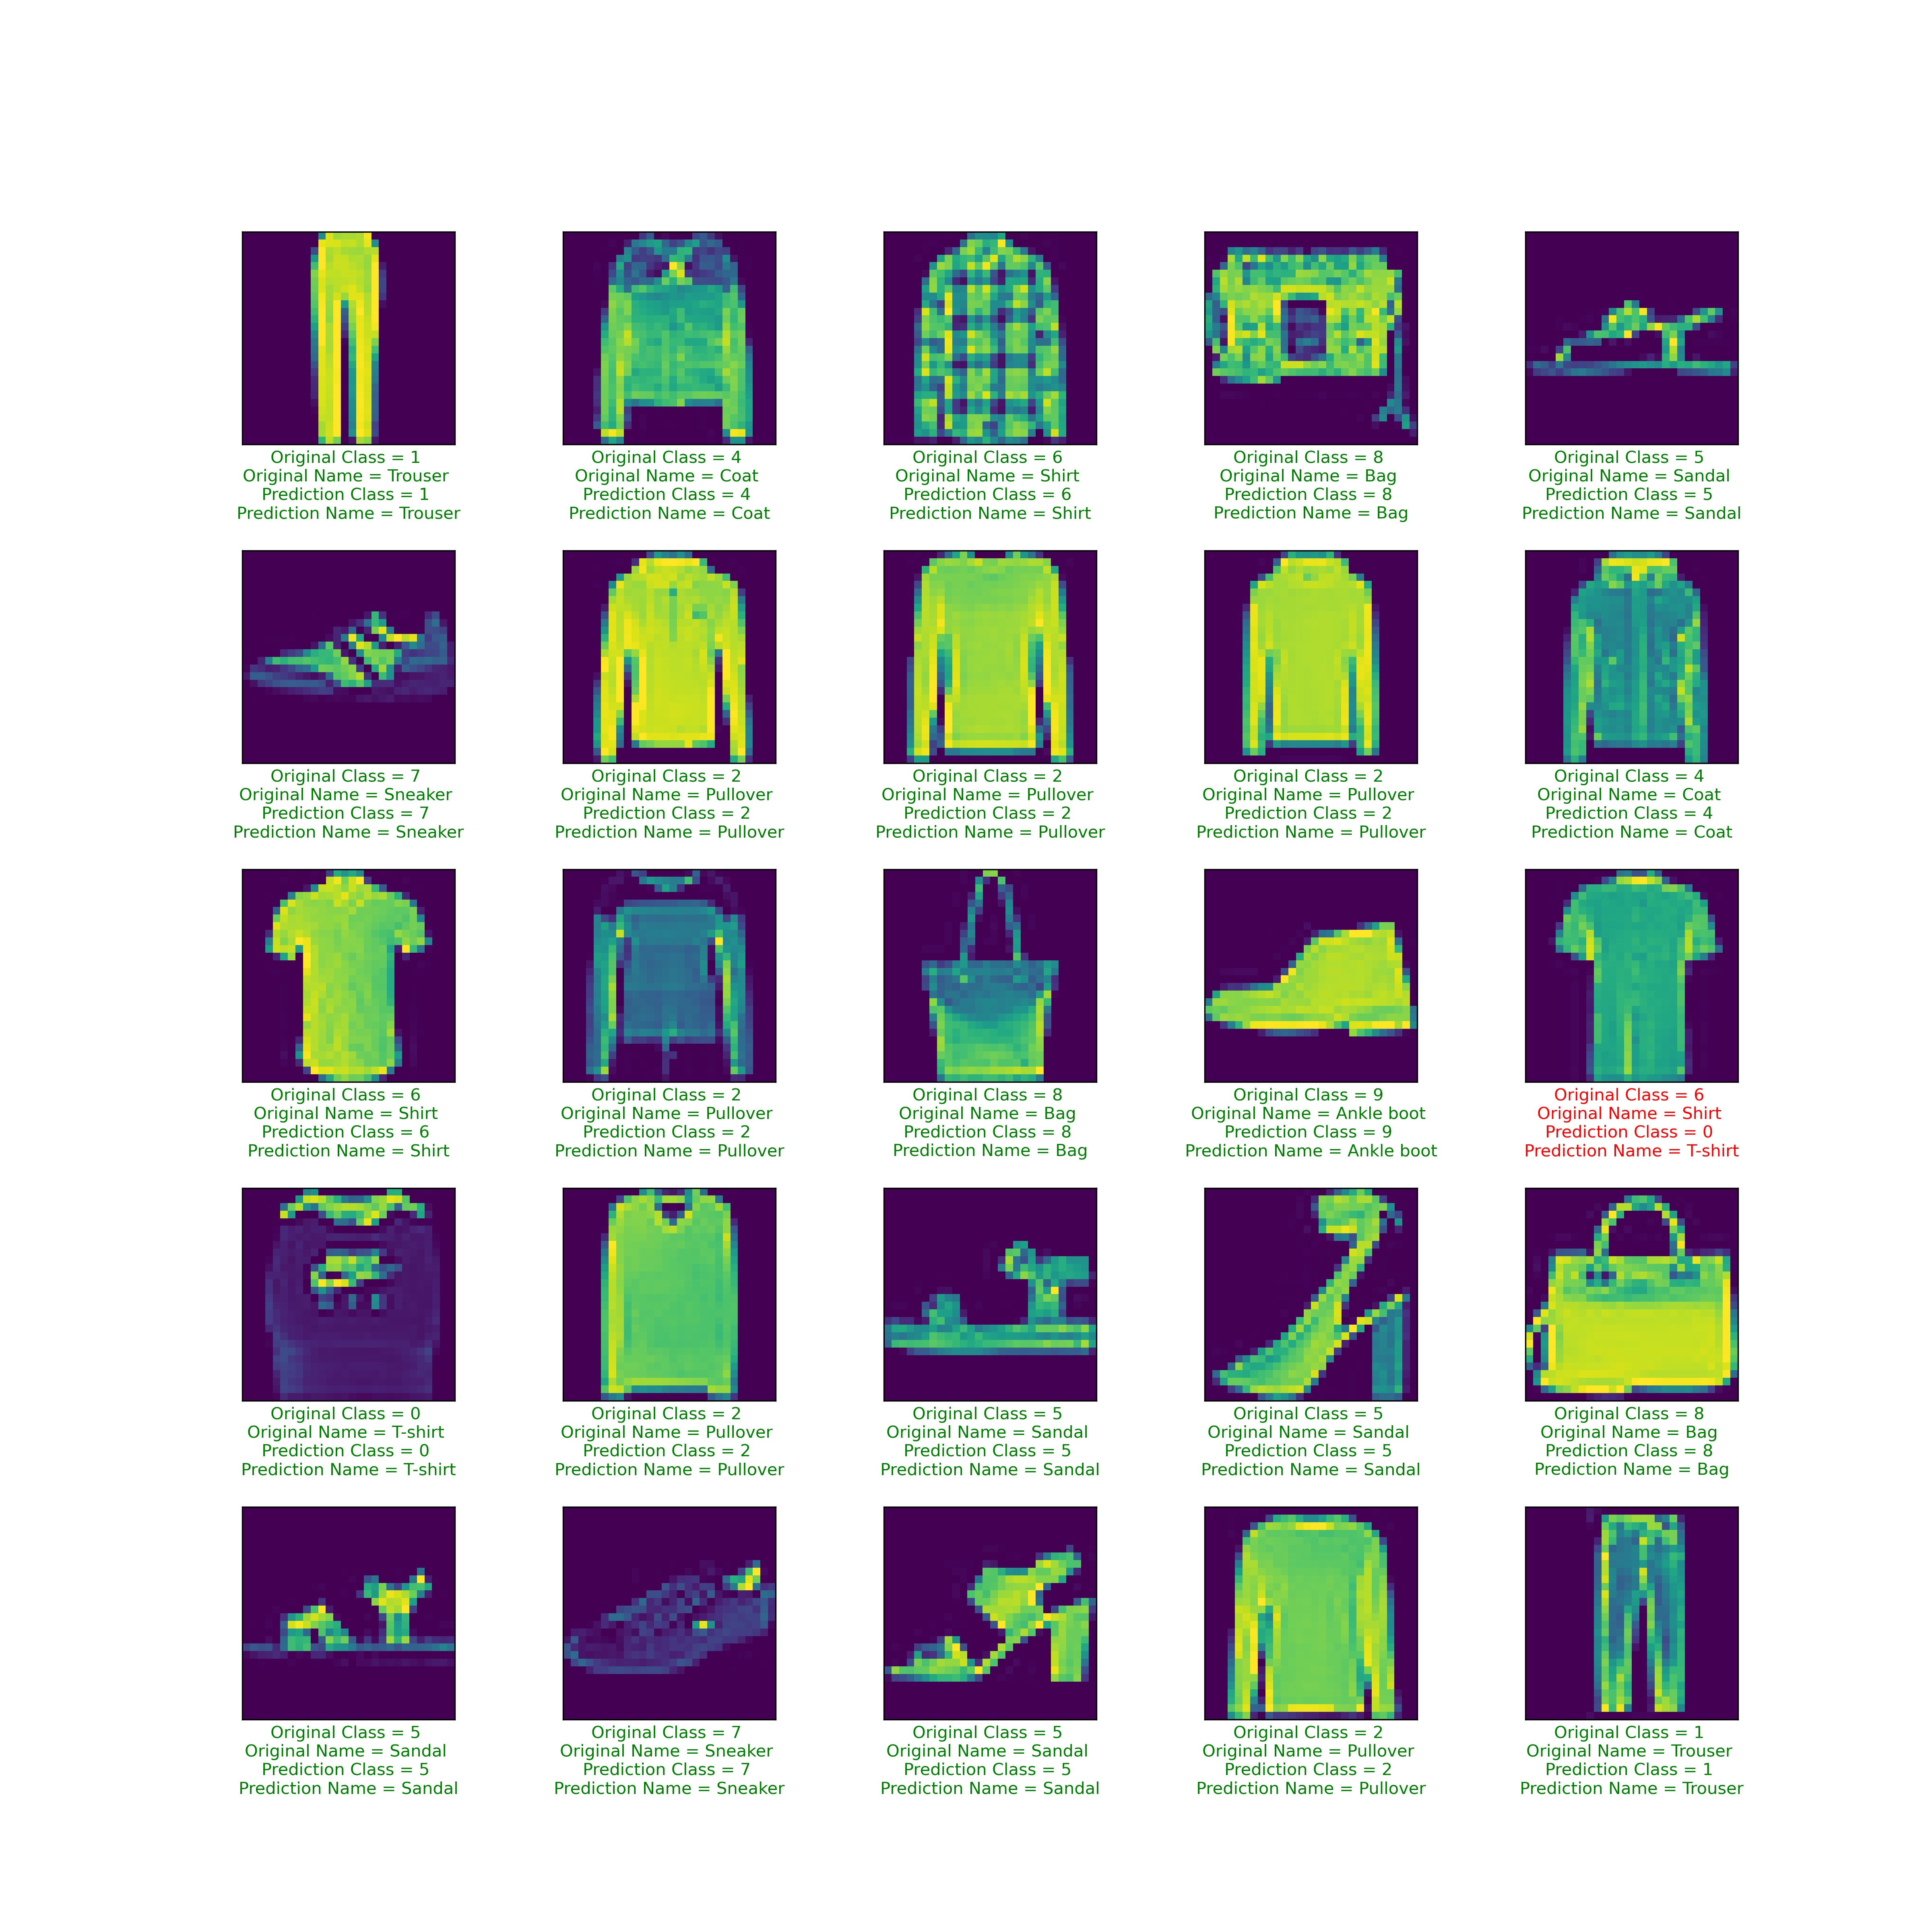 Original Class = 1
Original Name = Trouser
Prediction Class = 1
Prediction Name = Trouser
Original Class = 4
Original Name = Coat
Prediction Class = 4
Prediction Name = Coat
Original Class = 6
Original Name = Shirt
Prediction Class = 6
Prediction Name = Shirt
Original Class = 8
Original Name = Bag
Prediction Class = 8
Prediction Name = Bag
Original Class = 5
Original Name = Sandal
Prediction Class = 5
Prediction Name = Sandal
Original Class = 7
Original Name = Sneaker
Prediction Class = 7
Prediction Name = Sneaker
Original Class = 2
Original Name = Pullover
Prediction Class = 2
Prediction Name = Pullover
Original Class = 2
Original Name = Pullover
Prediction Class = 2
Prediction Name = Pullover
Original Class = 2
Original Name = Pullover
Prediction Class = 2
Prediction Name = Pullover
Original Class = 4
Original Name = Coat
Prediction Class = 4
Prediction Name = Coat
Original Class = 6
Original Name = Shirt
Prediction Class = 6
Prediction Name = Shirt
Original Class = 2
Original Name = Pullover
Prediction Class = 2
Prediction Name = Pullover
Original Class = 8
Original Name = Bag
Prediction Class = 8
Prediction Name = Bag
Original Class = 9
Original Name = Ankle boot
Prediction Class = 9
Prediction Name = Ankle boot
Original Class = 6
Original Name = Shirt
Prediction Class = 0
Prediction Name = T-shirt
Original Class = 0
Original Name = T-shirt
Prediction Class = 0
Prediction Name = T-shirt
Original Class = 2
Original Name = Pullover
Prediction Class = 2
Prediction Name = Pullover
Original Class = 5
Original Name = Sandal
Prediction Class = 5
Prediction Name = Sandal
Original Class = 5
Original Name = Sandal
Prediction Class = 5
Prediction Name = Sandal
Original Class = 8
Original Name = Bag
Prediction Class = 8
Prediction Name = Bag
Original Class = 5
Original Name = Sandal
Prediction Class = 5
Prediction Name = Sandal
Original Class = 7
Original Name = Sneaker
Prediction Class = 7
Prediction Name = Sneaker
Original Class = 5
Original Name = Sandal
Prediction Class = 5
Prediction Name = Sandal
Original Class = 2
Original Name = Pullover
Prediction Class = 2
Prediction Name = Pullover
Original Class = 1
Original Name = Trouser
Prediction Class = 1
Prediction Name = Trouser